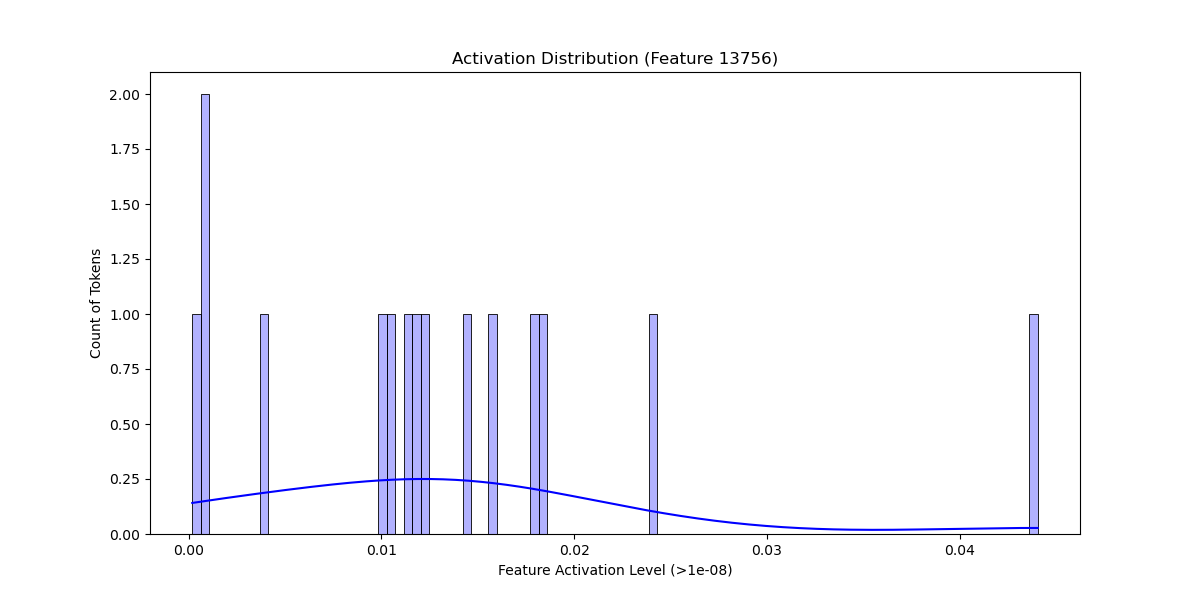 Activation Distribution (Feature 13756)
2.00
1.75
1.50
1.25
1.00
0.75
0.50
0.25
0.00
Count of Tokens
0.00 0.01 0.02 0.03 0.04
Feature Activation Level (>1e-08)